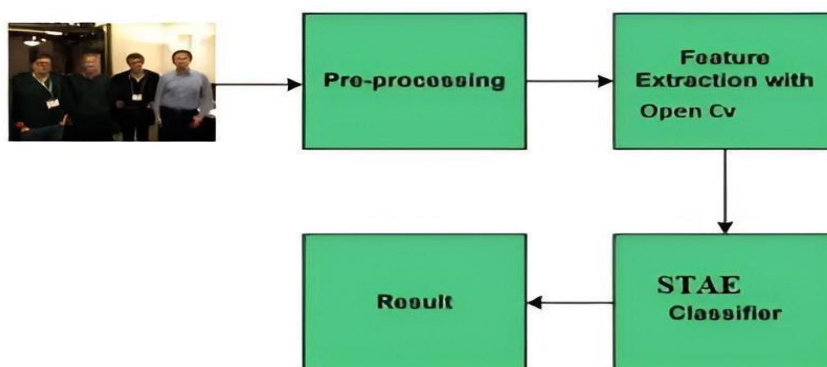 Pre-processing
Feature
Extraction with
Open Cv
STAE
Classifier
Result